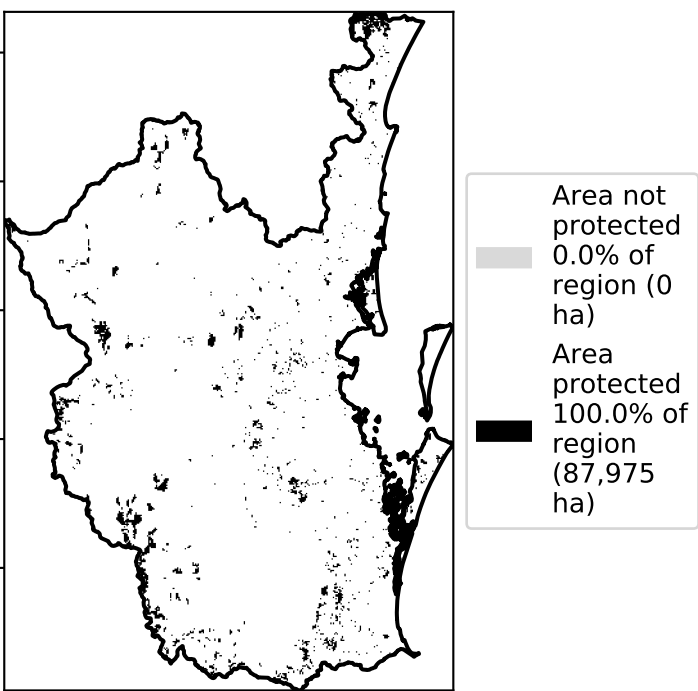 Area not
protected
0.0% of
region (0
ha)
Area
protected
100.0% of
region
(87,975
ha)